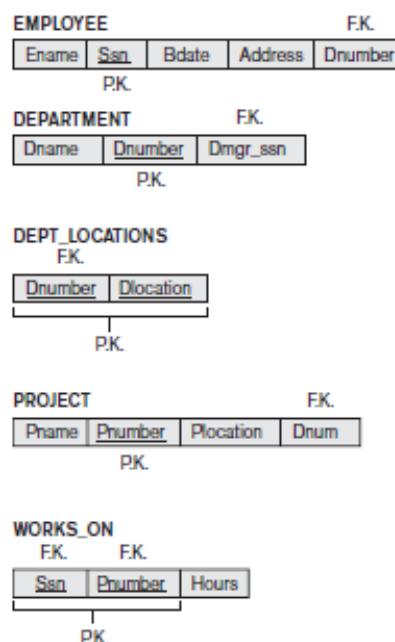 EMPLOYEE F.K.
Ename Ssn Bdate Address Dnumber
P.K.
DEPARTMENT F.K.
Dname Dnumber Dmgr_ssn
P.K.
DEPT_LOCATIONS
F.K.
Dnumber Dlocation
P.K.
PROJECT F.K.
Pname Pnumber Plocation Dnum
P.K.
WORKS_ON
F.K. F.K.
Ssn Pnumber Hours
P.K.